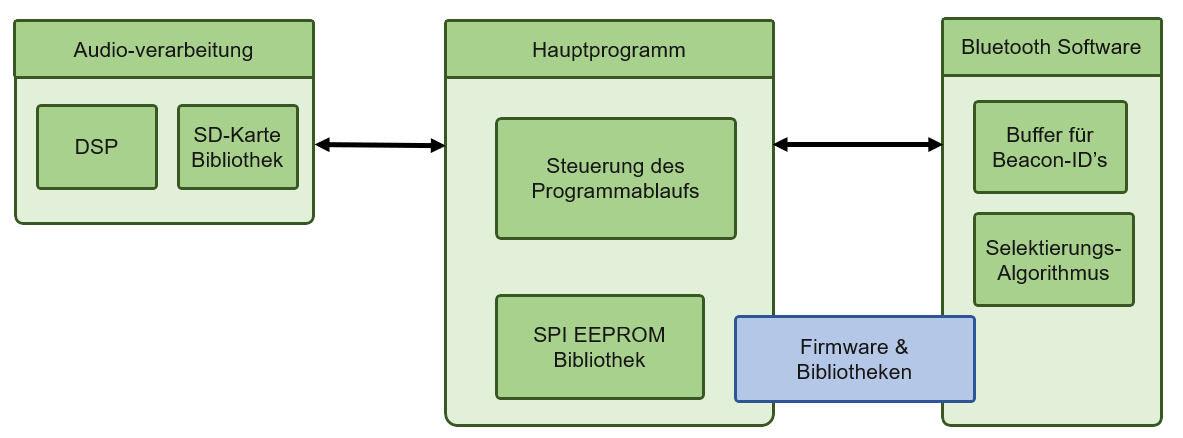 Audio-verarbeitung
DSP
SD-Karte
Bibliothek
Hauptprogramm
Steuerung des
Programmablaufs
SPI EEPROM
Bibliothek
Bluetooth Software
Buffer für
Beacon-ID’s
Selektierungs-
Algorithmus
Firmware &
Bibliotheken